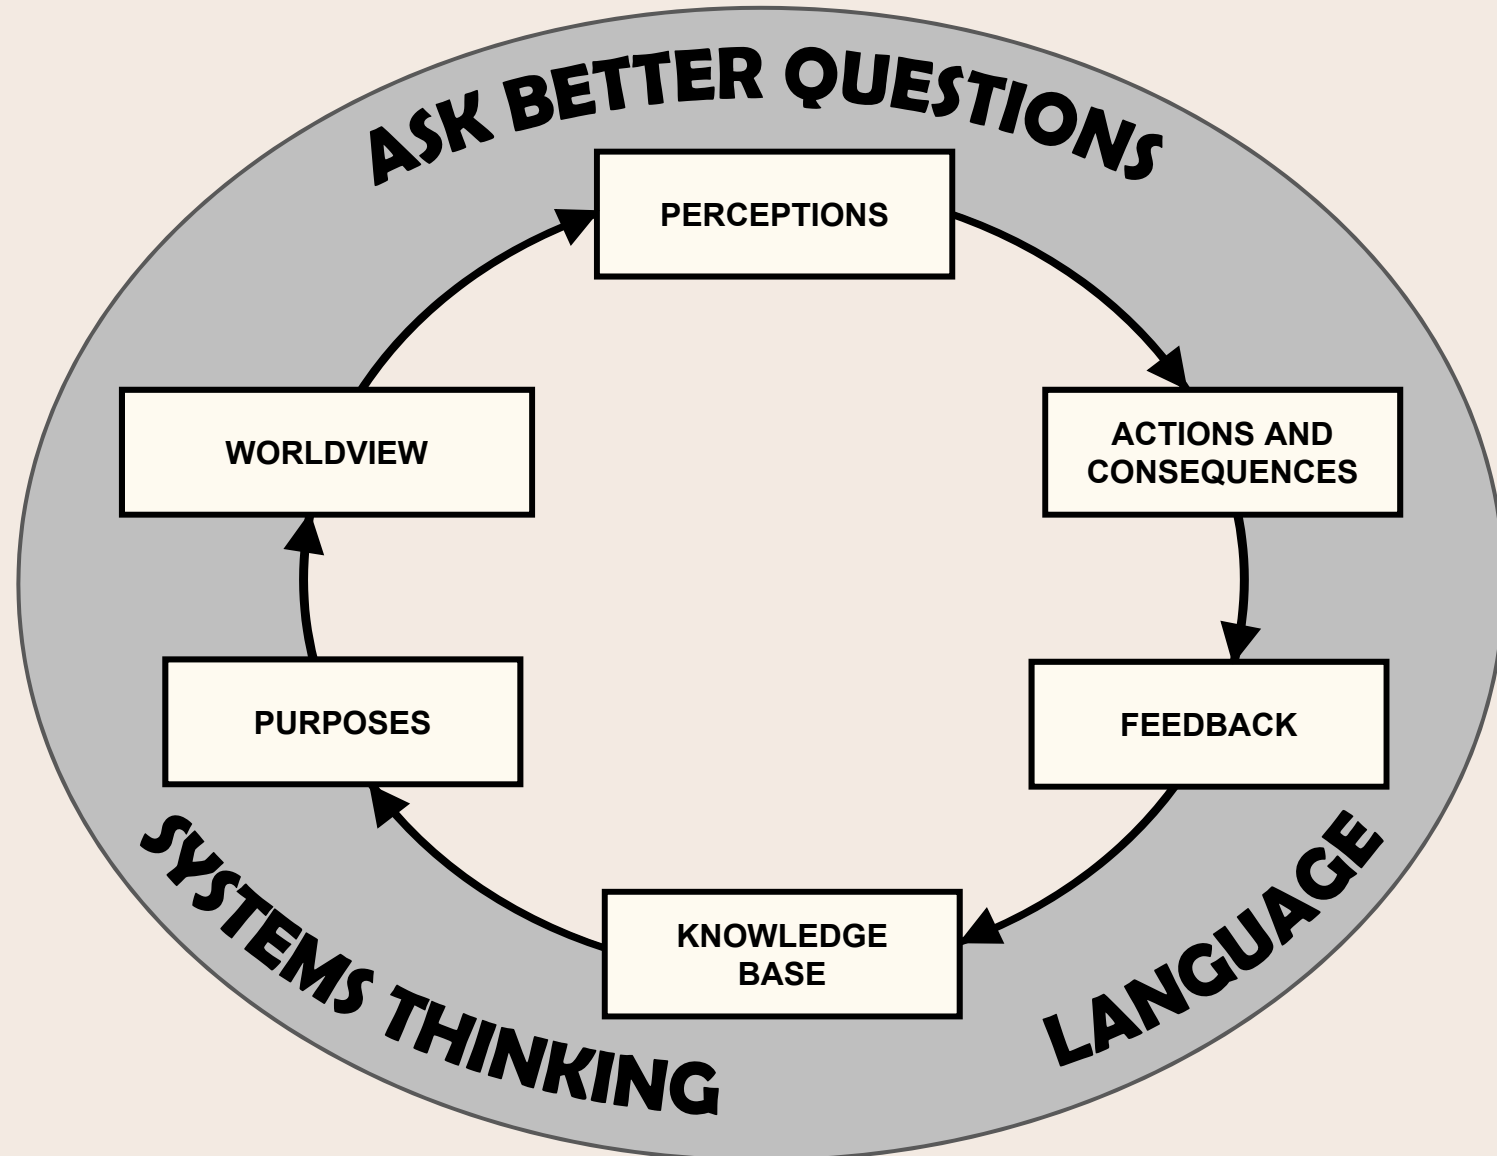 ASK BETTER QUESTIONS
PERCEPTIONS
WORLDVIEW
ACTIONS AND
CONSEQUENCES
PURPOSES
FEEDBACK
KNOWLEDGE
BASE
SYSTEMS THINKING
LANGUAGE